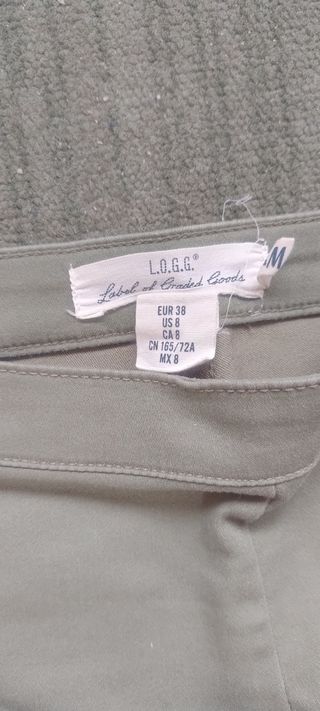 L.O.G.G.®
Label of Graded Goods
M
EUR 38
US 8
CA 8
CN 165/72A
MX 8